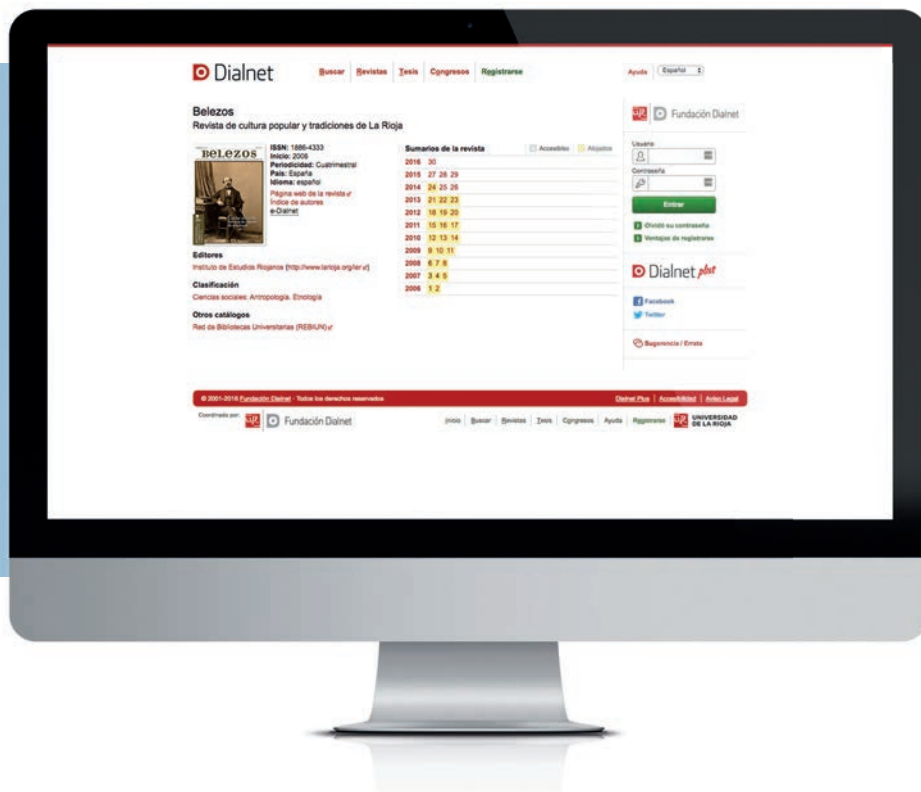 Dialnet
Buscar Revistas Tesis Congresos Registrarse
Ayuda Español
Belezos
Revista de cultura popular y tradiciones de La Rioja
BELEZOS
ISSN: 1886-4333
Inicio: 2006
Periodicidad: Cuatrimestral
País: España
Idioma: español
Página web de la revista
Índice de autores
e-Dialnet
Editores
Instituto de Estudios Riojanos (http://www.larioja.org/ier)
Clasificación
Ciencias sociales: Antropología. Etnología
Otros catálogos
Red de Bibliotecas Universitarias (REBIUN)
Sumarios de la revista Accesibles Alojados
2016 30
2015 27 28 29
2014 24 25 26
2013 21 22 23
2012 18 19 20
2011 15 16 17
2010 12 13 14
2009 9 10 11
2008 6 7 8
2007 3 4 5
2006 1 2
Fundación Dialnet
Usuario
Contraseña
Entrar
Olvidó su contraseña
Ventajas de registrarse
Dialnet plus
Facebook
Twitter
Sugerencia / Errata
© 2001-2016 Fundación Dialnet · Todos los derechos reservados
Dialnet Plus | Accesibilidad | Aviso Legal
Coordinado por:
Fundación Dialnet
Inicio Buscar Revistas Tesis Congresos Ayuda Registrarse
UNIVERSIDAD
DE LA RIOJA